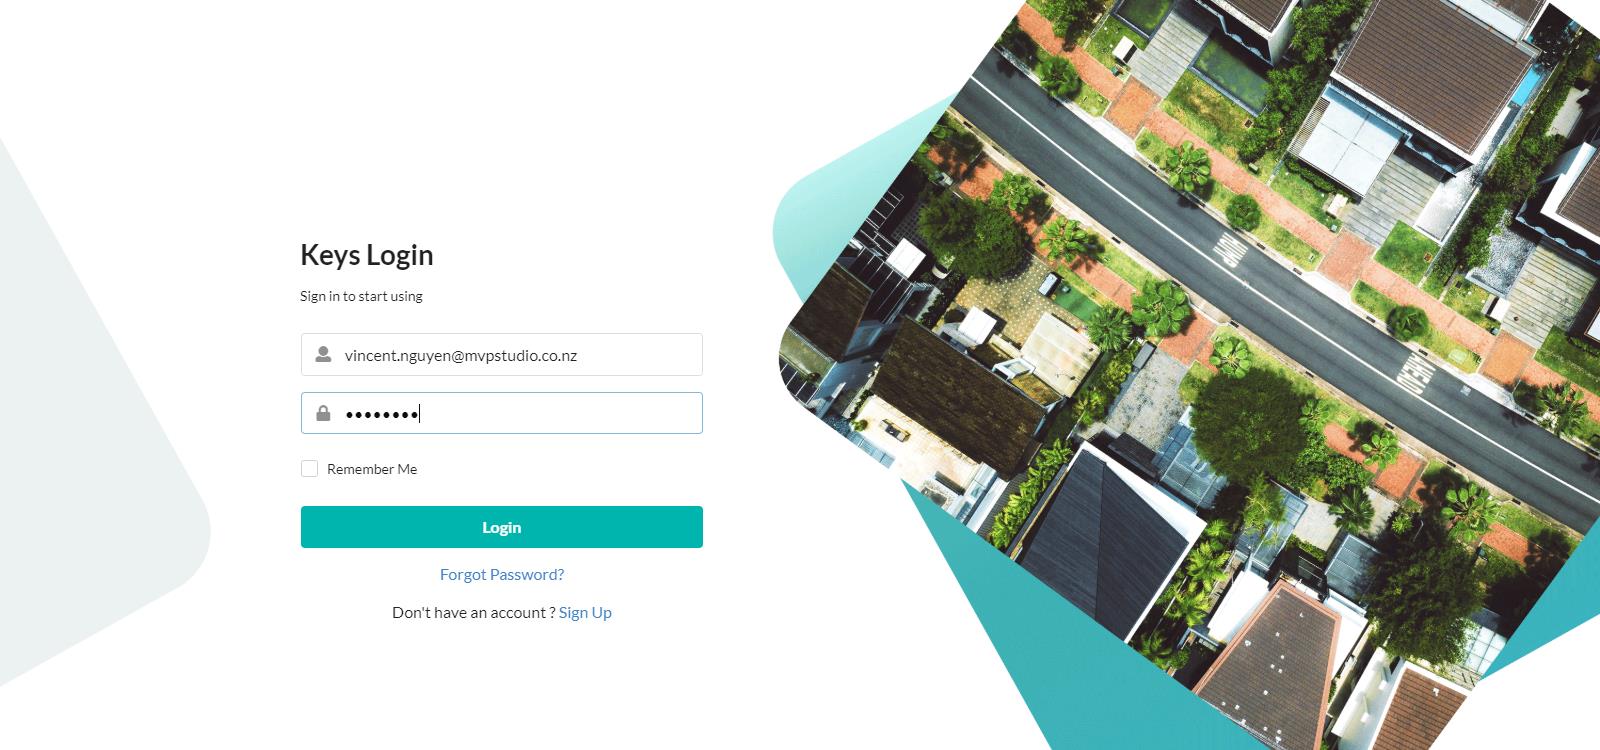 Keys Login
Sign in to start using
vincent.nguyen@mvpstudio.co.nz
••••••••
Remember Me
Login
Forgot Password?
Don't have an account ? Sign Up
AHEAD